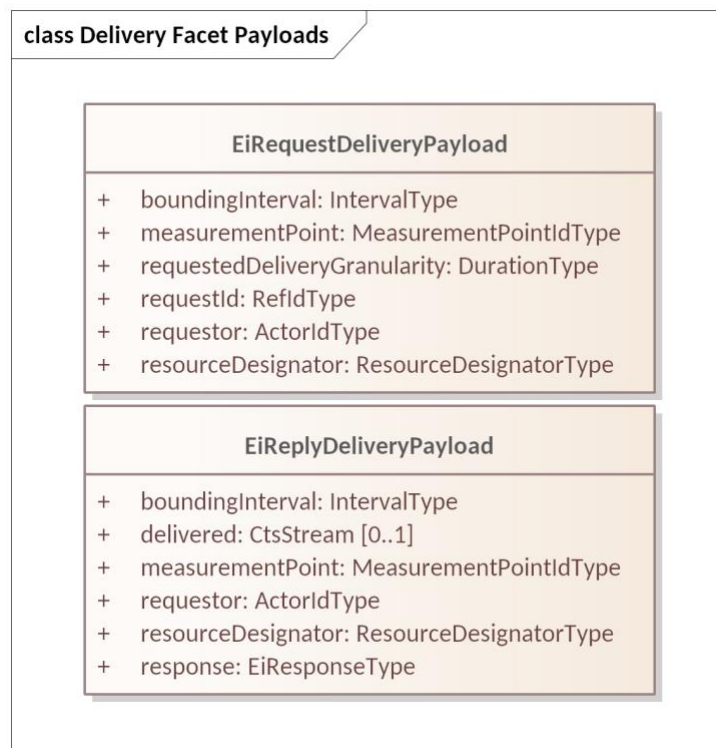 class Delivery Facet Payloads
EiRequestDeliveryPayload
+ boundingInterval: IntervalType
+ measurementPoint: MeasurementPointIdType
+ requestedDeliveryGranularity: DurationType
+ requestId: RefIdType
+ requestor: ActorIdType
+ resourceDesignator: ResourceDesignatorType
EiReplyDeliveryPayload
+ boundingInterval: IntervalType
+ delivered: CtsStream [0..1]
+ measurementPoint: MeasurementPointIdType
+ requestor: ActorIdType
+ resourceDesignator: ResourceDesignatorType
+ response: EiResponseType